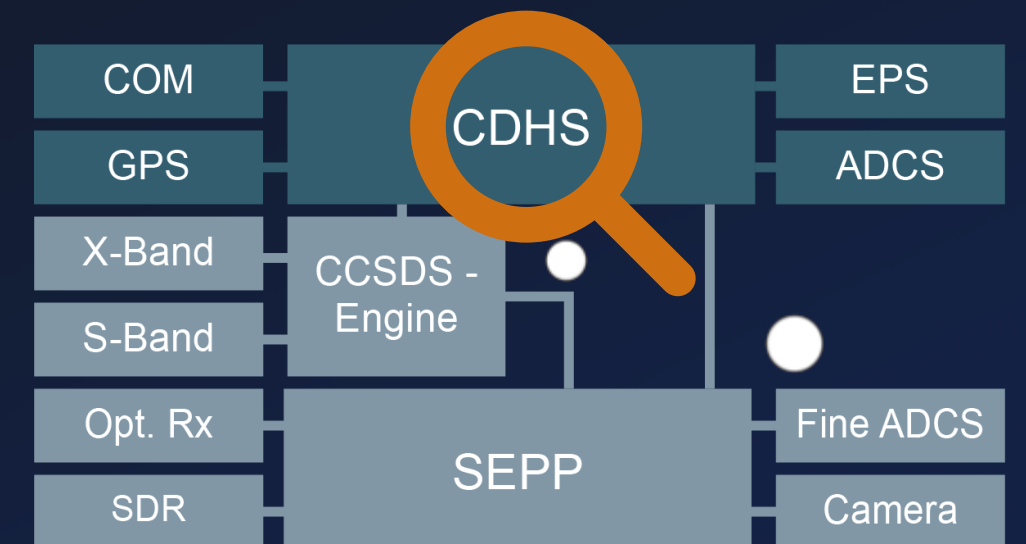 COM
CDHS
EPS
GPS
ADCS
X-Band
CCSDS -
Engine
S-Band
Opt. Rx
SEPP
Fine ADCS
SDR
Camera